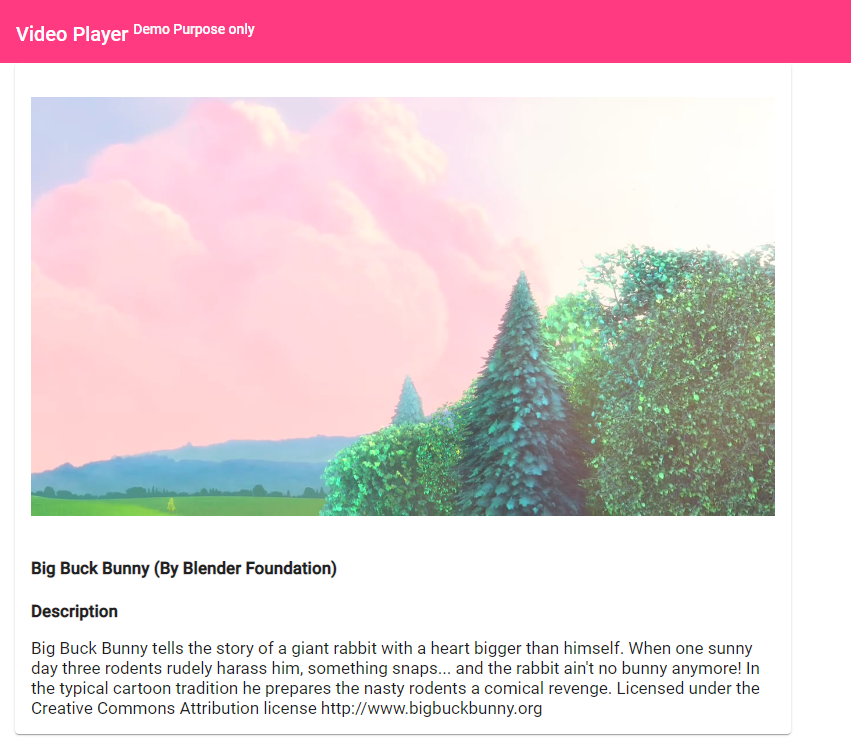 Video Player Demo Purpose only
Big Buck Bunny (By Blender Foundation)
Description
Big Buck Bunny tells the story of a giant rabbit with a heart bigger than himself. When one sunny
day three rodents rudely harass him, something snaps... and the rabbit ain't no bunny anymore! In
the typical cartoon tradition he prepares the nasty rodents a comical revenge. Licensed under the
Creative Commons Attribution license http://www.bigbuckbunny.org